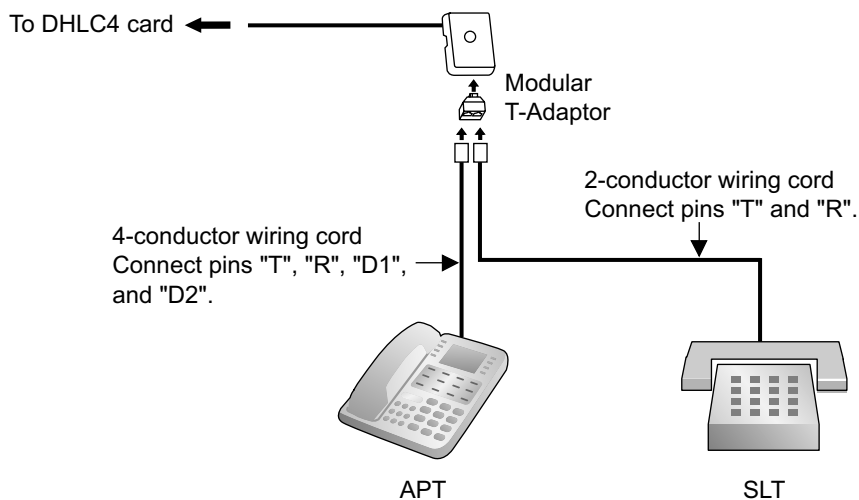 To DHLC4 card
Modular
T-Adaptor
2-conductor wiring cord
Connect pins "T" and "R".
4-conductor wiring cord
Connect pins "T", "R", "D1",
and "D2".
APT
SLT